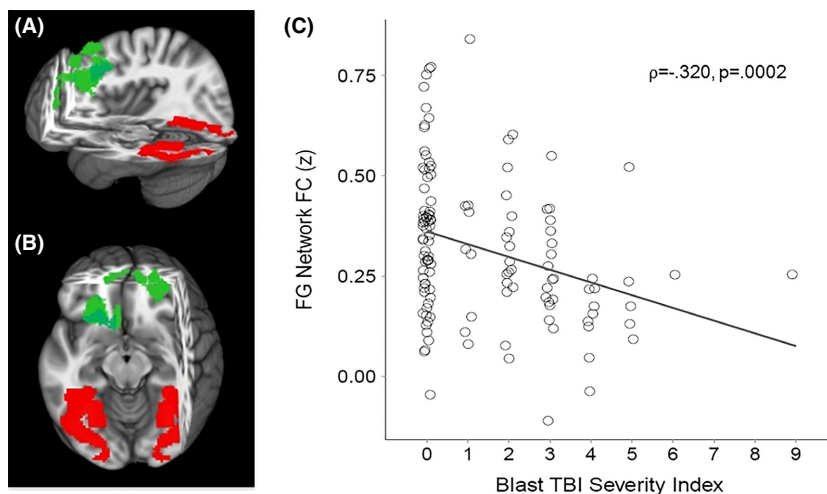 (A)
(B)
(C)
ρ=-.320, p=.0002
FG Network FC (z)
0.75
0.50
0.25
0.00
0 1 2 3 4 5 6 7 8 9
Blast TBI Severity Index